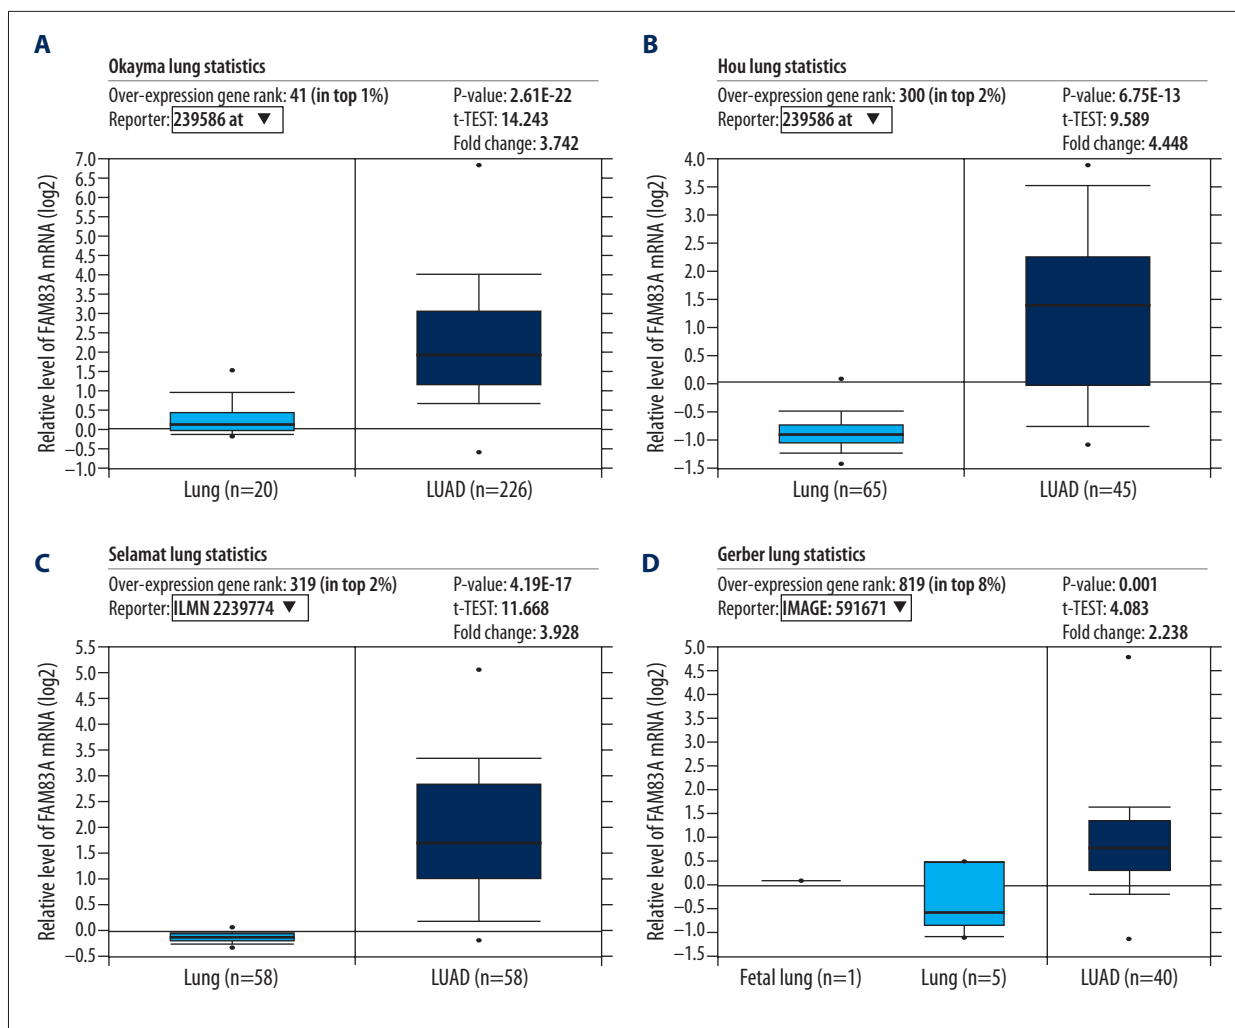 A
Okayma lung statistics
Over-expression gene rank: 41 (in top 1%)
Reporter: 239586 at ▼
P-value: 2.61E-22
t-TEST: 14.243
Fold change: 3.742
Relative level of FAM83A mRNA (log2)
7.0
6.5
6.0
5.5
5.0
4.5
4.0
3.5
3.0
2.5
2.0
1.5
1.0
0.5
0.0
−0.5
−1.0
Lung (n=20)
LUAD (n=226)
B
Hou lung statistics
Over-expression gene rank: 300 (in top 2%)
Reporter: 239586 at ▼
P-value: 6.75E-13
t-TEST: 9.589
Fold change: 4.448
Relative level of FAM83A mRNA (log2)
4.0
3.5
3.0
2.5
2.0
1.5
1.0
0.5
0.0
−0.5
−1.0
−1.5
Lung (n=65)
LUAD (n=45)
C
Selamat lung statistics
Over-expression gene rank: 319 (in top 2%)
Reporter: ILMN 2239774 ▼
P-value: 4.19E-17
t-TEST: 11.668
Fold change: 3.928
Relative level of FAM83A mRNA (log2)
5.5
5.0
4.5
4.0
3.5
3.0
2.5
2.0
1.5
1.0
0.5
0.0
−0.5
Lung (n=58)
LUAD (n=58)
D
Gerber lung statistics
Over-expression gene rank: 819 (in top 8%)
Reporter: IMAGE: 591671 ▼
P-value: 0.001
t-TEST: 4.083
Fold change: 2.238
Relative level of FAM83A mRNA (log2)
5.0
4.5
4.0
3.5
3.0
2.5
2.0
1.5
1.0
0.5
0.0
−0.5
−1.0
−1.5
Fetal lung (n=1)
Lung (n=5)
LUAD (n=40)